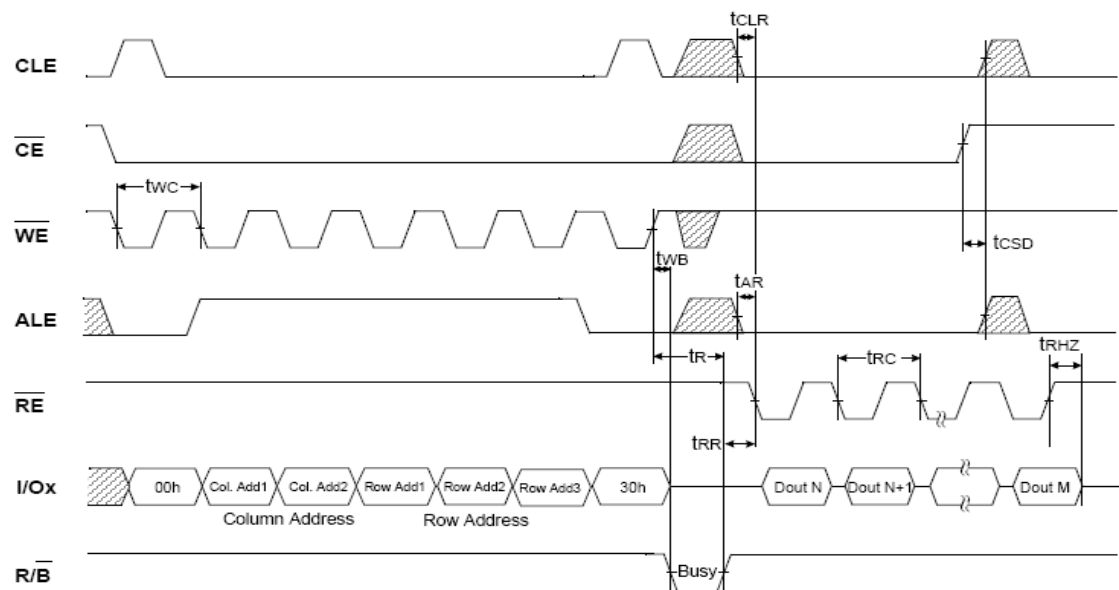 tCLR
CLE
CE
tWC
WE
tCSD
tWB
tAR
ALE
tR
tRC
tRHZ
RE
tRR
I/Ox
00h
Col. Add1
Col. Add2
Row Add1
Row Add2
Row Add3
30h
Dout N
Dout N+1
Dout M
Column Address
Row Address
R/B
Busy